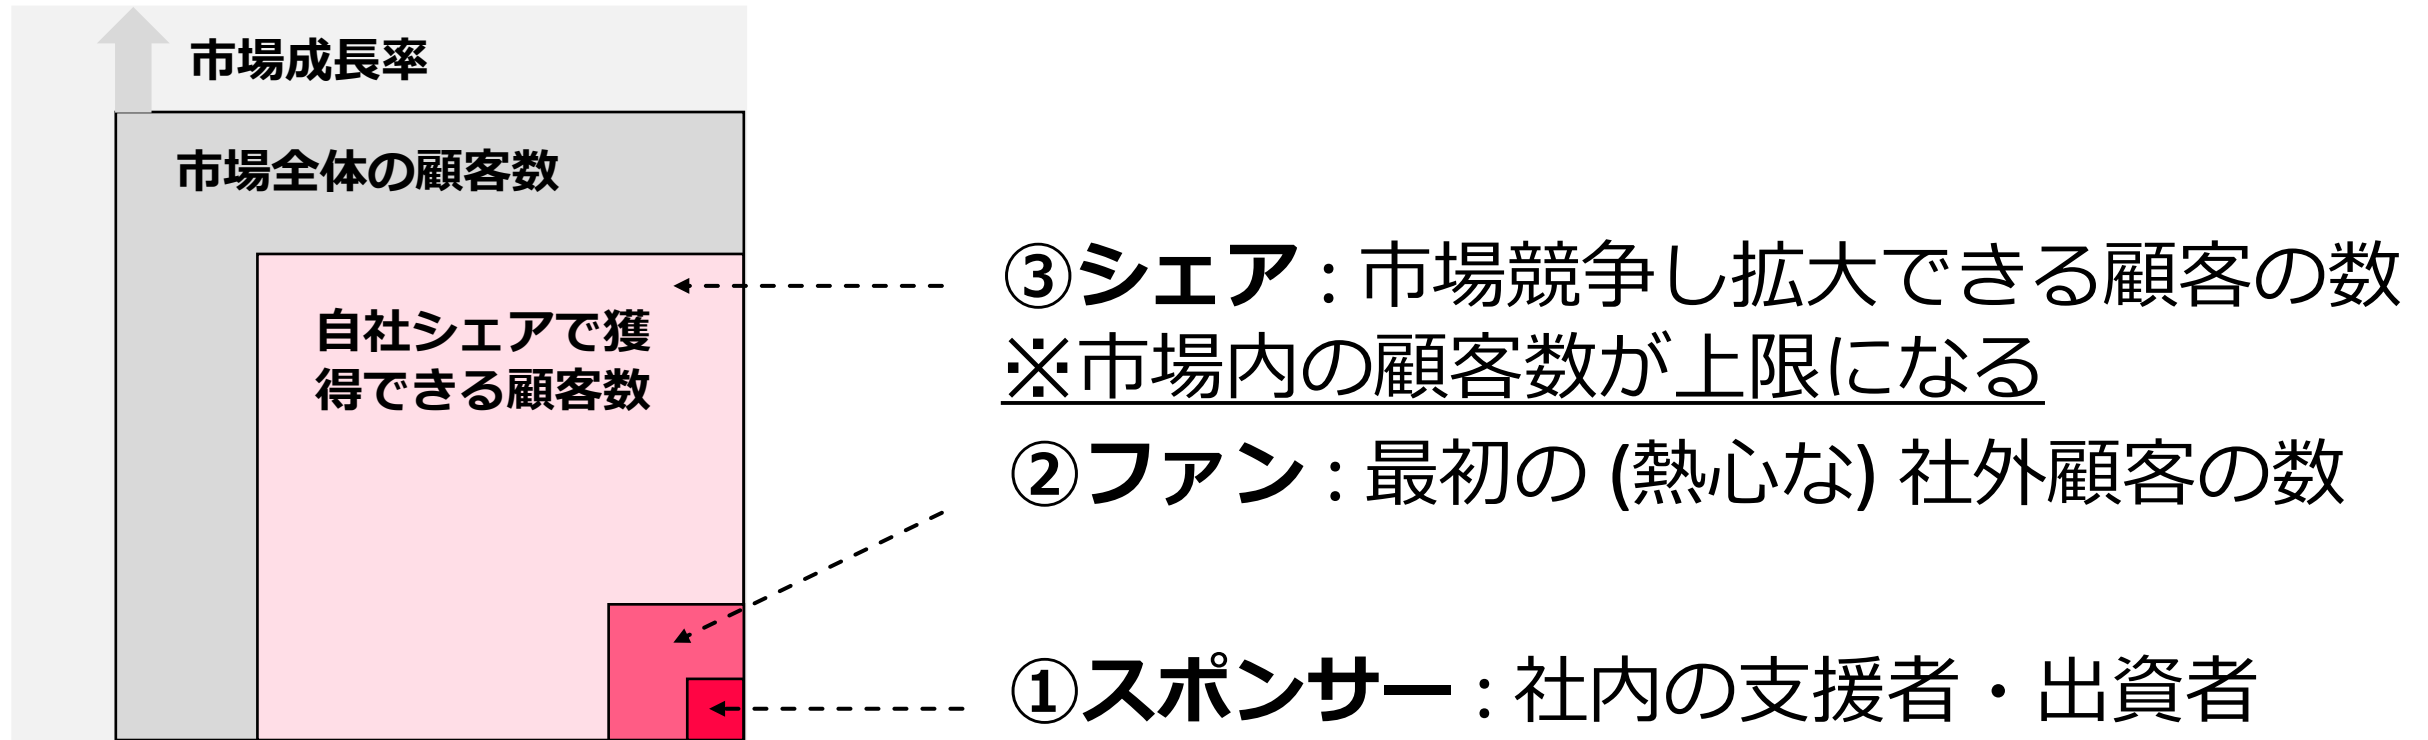 市場成長率
市場全体の顧客数
自社シェアで獲
得できる顧客数
③シェア : 市場競争し拡大できる顧客の数
※市場内の顧客数が上限になる
②ファン : 最初の (熱心な) 社外顧客の数
①スポンサー : 社内の支援者・出資者